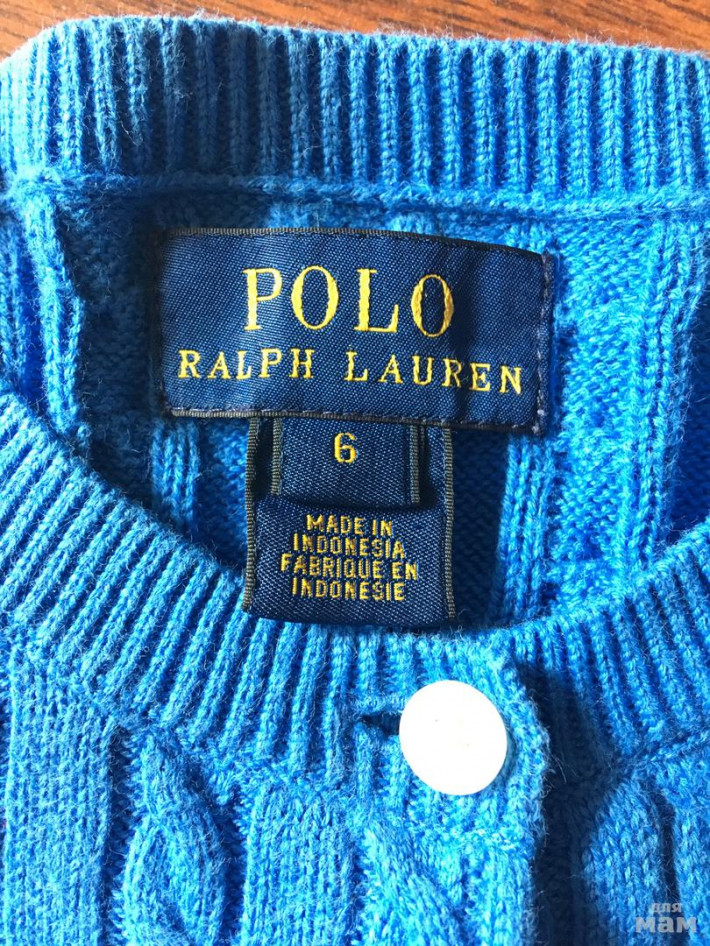 POLO
RALPH LAUREN
6
MADE IN
INDONESIA
FABRIQUE EN
INDONESIE
для
мам